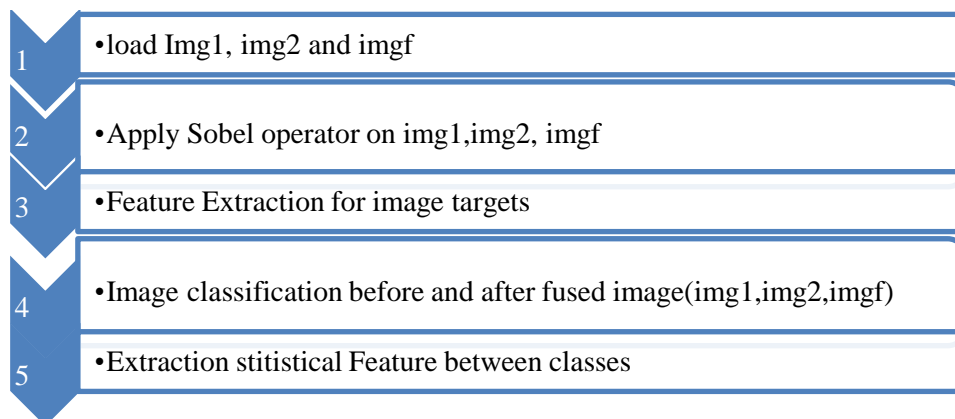 1 •load Img1, img2 and imgf
2 •Apply Sobel operator on img1,img2, imgf
3 •Feature Extraction for image targets
4 •Image classification before and after fused image(img1,img2,imgf)
5 •Extraction stitistical Feature between classes